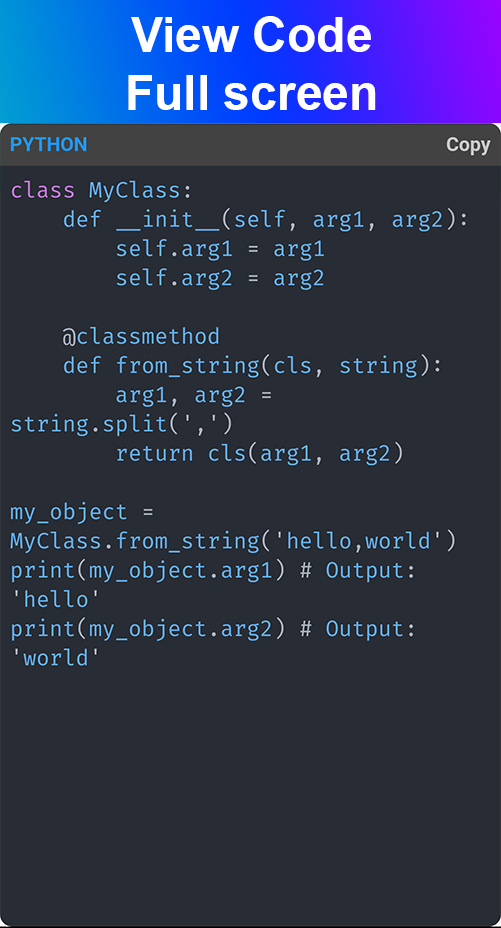 View Code
Full screen
PYTHON Copy
class MyClass:
    def __init__(self, arg1, arg2):
        self.arg1 = arg1
        self.arg2 = arg2
    @classmethod
    def from_string(cls, string):
        arg1, arg2 =
string.split(',')
        return cls(arg1, arg2)
my_object =
MyClass.from_string('hello,world')
print(my_object.arg1) # Output:
'hello'
print(my_object.arg2) # Output:
'world'